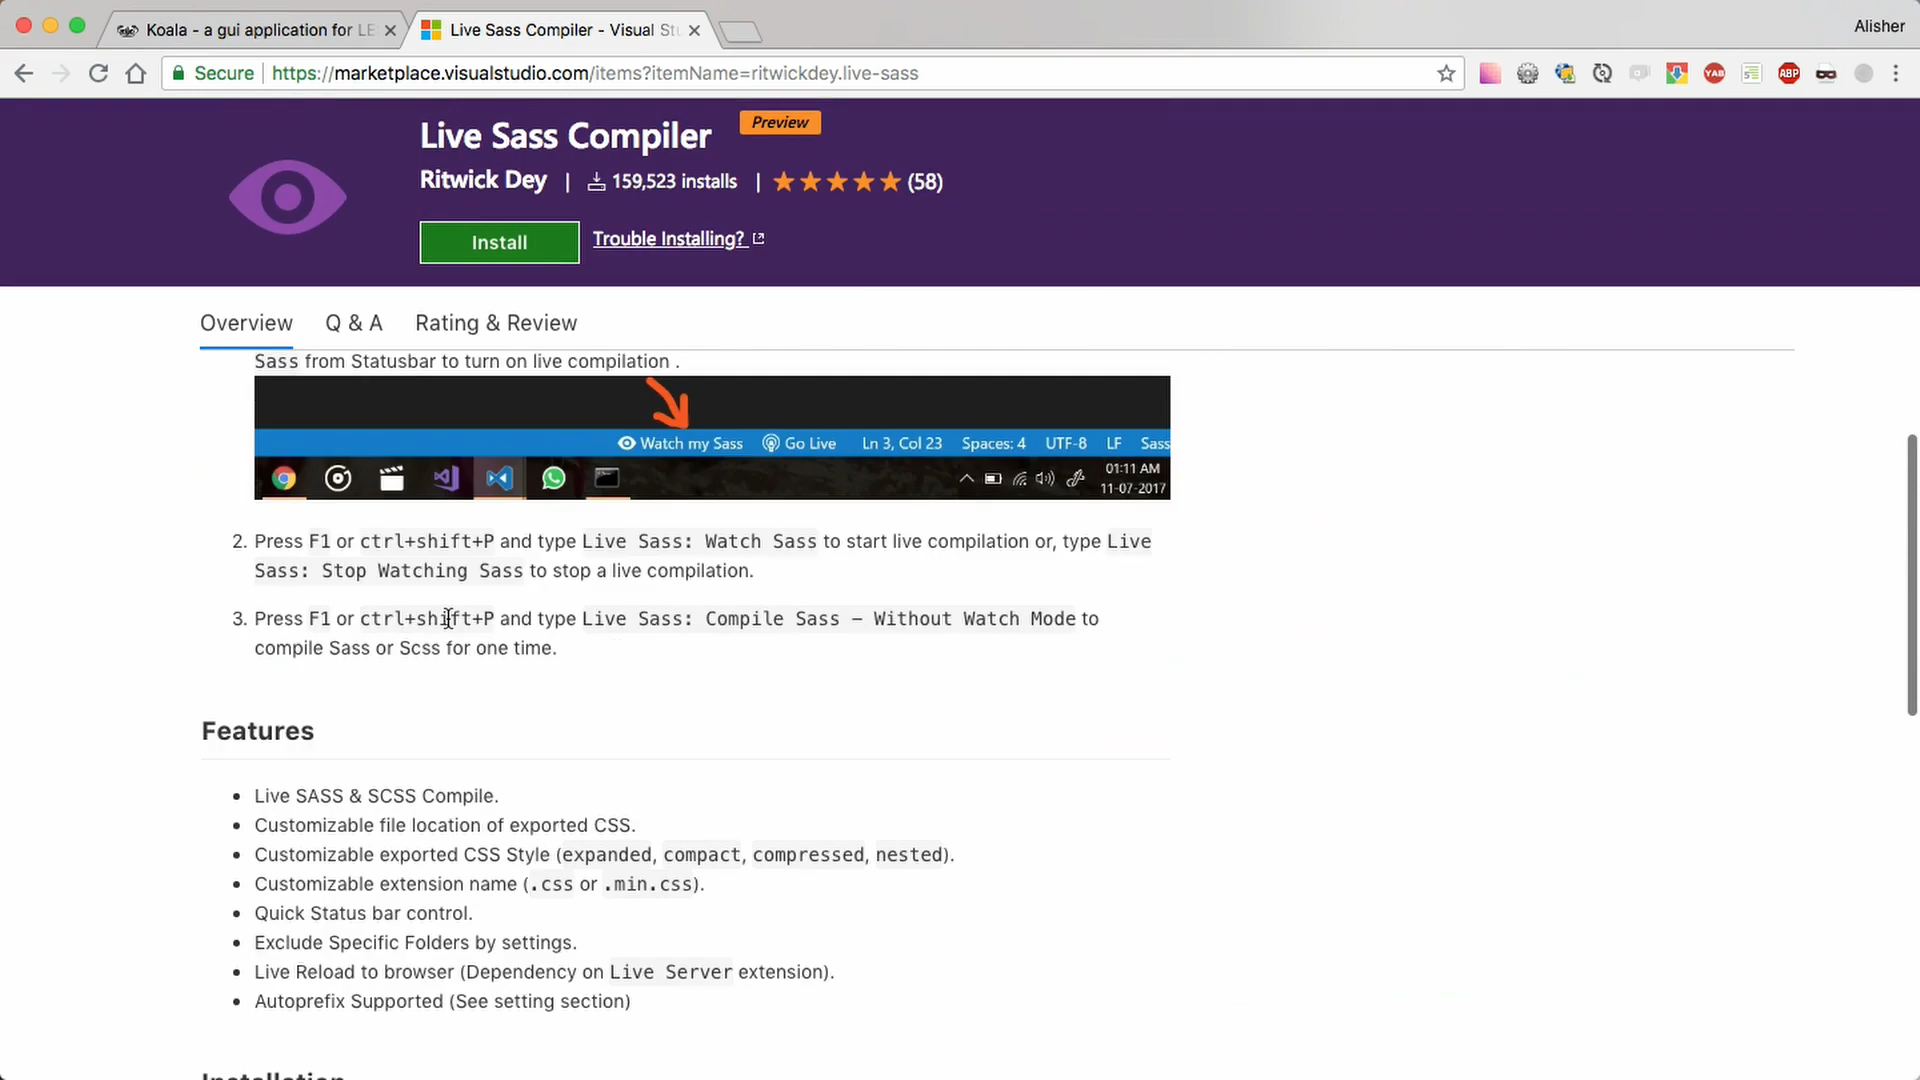 Koala - a gui application for LE
Live Sass Compiler - Visual Stu
Alisher
Secure https://marketplace.visualstudio.com/items?itemName=ritwickdey.live-sass
YAB
ABP
Live Sass Compiler Preview
Ritwick Dey | 159,523 installs | (58)
Install Trouble Installing?
Overview Q & A Rating & Review
Sass from Statusbar to turn on live compilation .
Watch my Sass Go Live Ln 3, Col 23 Spaces: 4 UTF-8 LF Sass
01:11 AM
11-07-2017
2. Press F1 or ctrl+shift+P and type Live Sass: Watch Sass to start live compilation or, type Live
Sass: Stop Watching Sass to stop a live compilation.
3. Press F1 or ctrl+shift+P and type Live Sass: Compile Sass - Without Watch Mode to
compile Sass or Scss for one time.
Features
• Live SASS & SCSS Compile.
• Customizable file location of exported CSS.
• Customizable exported CSS Style (expanded, compact, compressed, nested).
• Customizable extension name (.css or .min.css).
• Quick Status bar control.
• Exclude Specific Folders by settings.
• Live Reload to browser (Dependency on Live Server extension).
• Autoprefix Supported (See setting section)
Installation